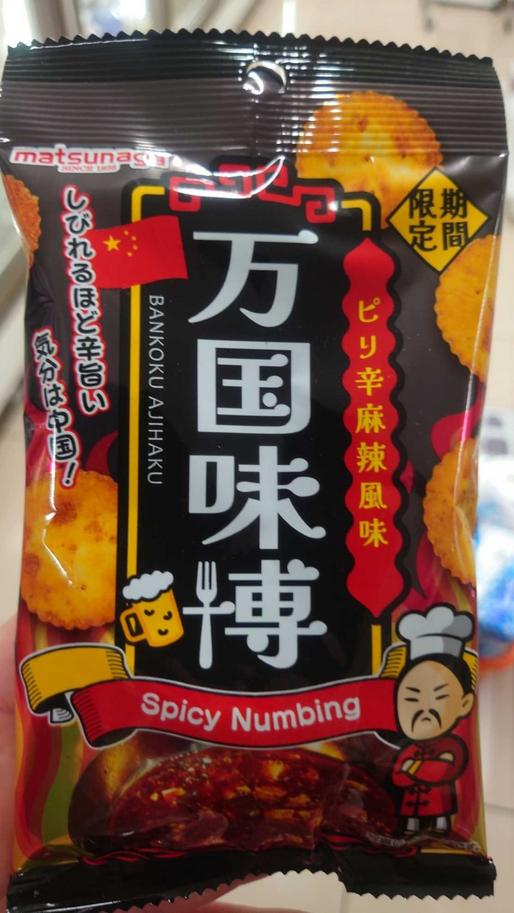 matsunaga
SINCE 1935
期間
限定
しびれるほど辛旨い
気分は中国!
BANKOKU AJIHAKU
万国味博
ピリ辛麻辣風味
Spicy Numbing